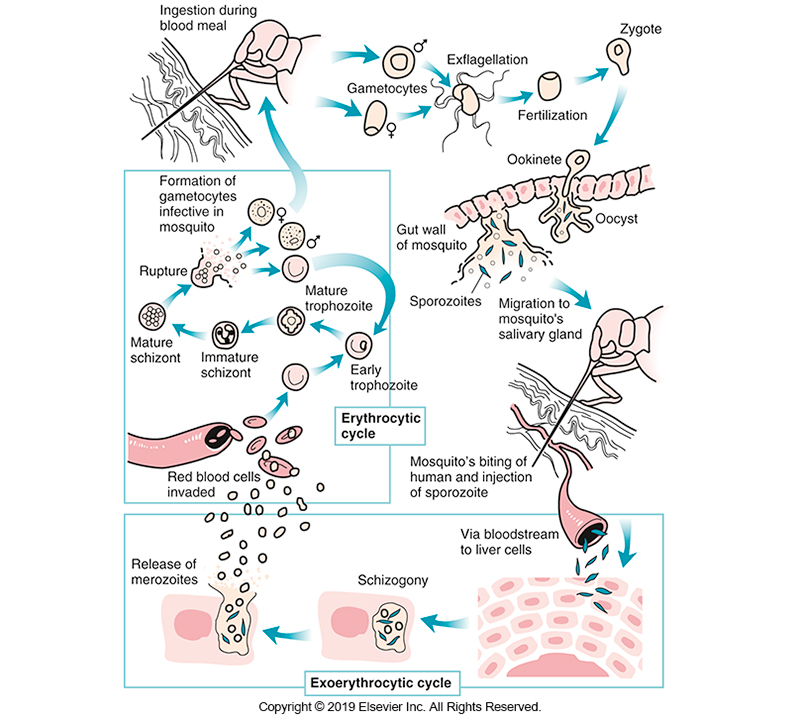 Ingestion during
blood meal
♂
Gametocytes
♀
Exflagellation
Fertilization
Zygote
Ookinete
Oocyst
Gut wall
of mosquito
Sporozoites
Migration to
mosquito's
salivary gland
Mosquito's biting of
human and injection
of sporozoite
Formation of
gametocytes
infective in
mosquito
♀
♂
Rupture
Mature
trophozoite
Mature
schizont
Immature
schizont
Early
trophozoite
Erythrocytic
cycle
Red blood cells
invaded
Via bloodstream
to liver cells
Schizogony
Release of
merozoites
Exoerythrocytic cycle
Copyright © 2019 Elsevier Inc. All Rights Reserved.